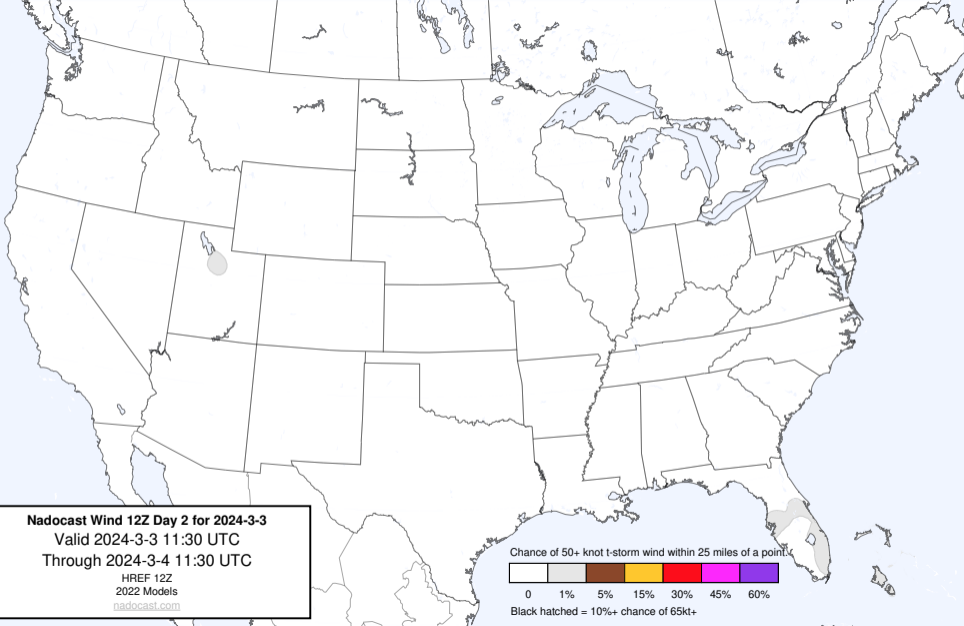 Nadocast Wind 12Z Day 2 for 2024-3-3
Valid 2024-3-3 11:30 UTC
Through 2024-3-4 11:30 UTC
HREF 12Z
2022 Models
nadocast.com
Chance of 50+ knot t-storm wind within 25 miles of a point.
0 1% 5% 15% 30% 45% 60%
Black hatched = 10%+ chance of 65kt+